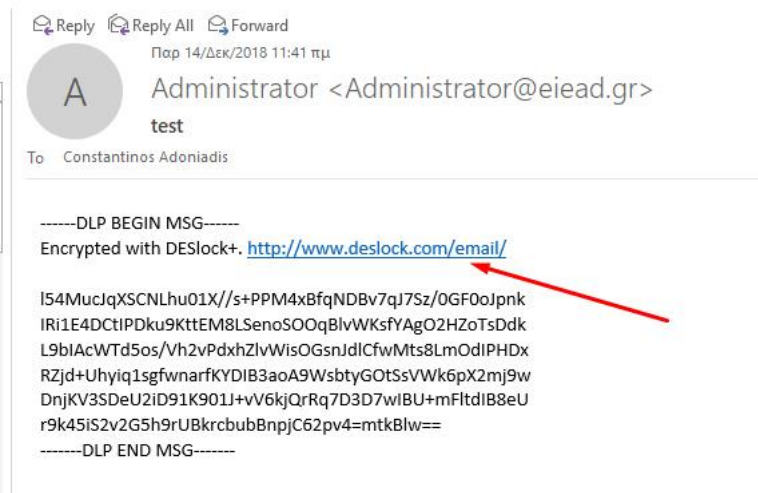 Reply Reply All Forward
Παρ 14/Δεκ/2018 11:41 πμ
A
Administrator <Administrator@eiead.gr>
test
To Constantinos Adoniadis
------DLP BEGIN MSG------
Encrypted with DESlock+. http://www.deslock.com/email/
l54MucJqXSCNLhu01X//s+PPM4xBfqNDBv7qJ7Sz/0GF0oJpnk
IRi1E4DCtIPDku9KttEM8LSenoSOOqBlvWKsfYAgO2HZoTsDdk
L9bIAcWTd5os/Vh2vPdxhZlvWisOGsnJdlCfwMts8LmOdIPHDx
RZjd+Uhyiq1sgfwnarfKYDIB3aoA9WsbtyGOtSsVWk6pX2mj9w
DnjKV3SDeU2iD91K901J+vV6kjQrRq7D3D7wIBU+mFltdIB8eU
r9k45iS2v2G5h9rUBkrcbubBnpjC62pv4=mtkBlw==
-------DLP END MSG-------